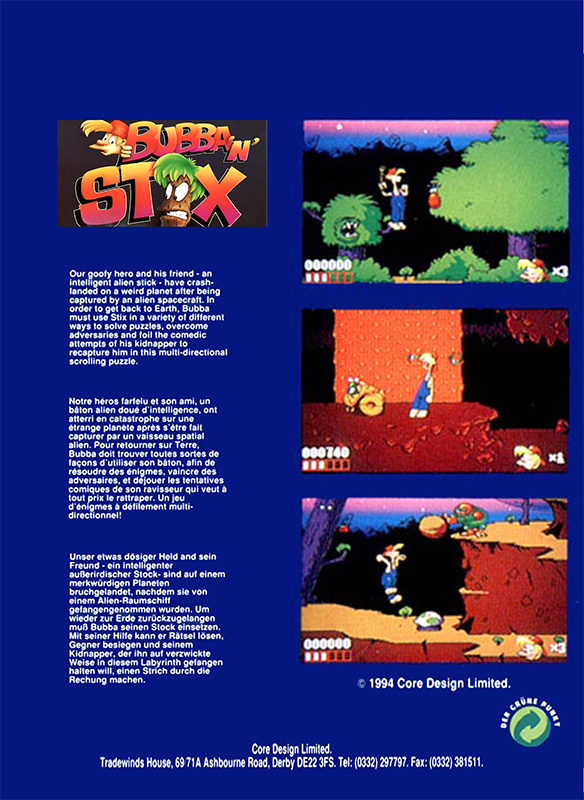 BUBBA 'N'
STIX
Our goofy hero and his friend - an
intelligent alien stick - have crash-
landed on a weird planet after being
captured by an alien spacecraft. In
order to get back to Earth, Bubba
must use Stix in a variety of different
ways to solve puzzles, overcome
adversaries and foil the comedic
attempts of his kidnapper to
recapture him in this multi-directional
scrolling puzzle.
Notre héros farfelu et son ami, un
bâton alien doué d'intelligence, ont
atterri en catastrophe sur une
étrange planète après s'être fait
capturer par un vaisseau spatial
alien. Pour retourner sur Terre,
Bubba doit trouver toutes sortes de
façons d'utiliser son bâton, afin de
résoudre des énigmes, vaincre des
adversaires, et déjouer les tentatives
comiques de son ravisseur qui veut à
tout prix le rattraper. Un jeu
d'énigmes à défilement multi-
directionnel!
Unser etwas dösiger Held and sein
Freund - ein intelligenter
außerirdischer Stock- sind auf einem
merkwürdigen Planeten
bruchgelandet, nachdem sie von
einem Alien-Raumschiff
gefangengenommen wurden. Um
wieder zur Erde zurückzugelangen
muß Bubba seinen Stock einsetzen.
Mit seiner Hilfe kann er Rätsel lösen,
Gegner besiegen und seinem
Kidnapper, der ihn auf verzwickte
Weise in diesem Labyrinth gefangen
halten will, einen Strich durch die
Rechung machen.
000000
x3
000740
x1
000000
x3
© 1994 Core Design Limited.
DER GRÜNE PUNKT
Core Design Limited.
Tradewinds House, 69 71A Ashbourne Road, Derby DE22 3FS. Tel: (0332) 297797. Fax: (0332) 381511.